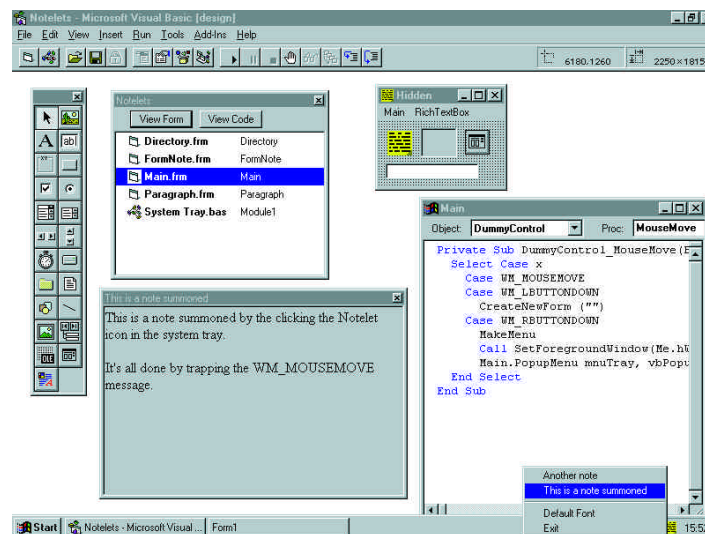 Notelets - Microsoft Visual Basic [design]
File Edit View Insert Run Tools Add-Ins Help
6180,1260 2250×1815
Notelets
View Form View Code
Directory.frm Directory
FormNote.frm FormNote
Main.frm Main
Paragraph.frm Paragraph
System Tray.bas Module1
Hidden
Main RichTextBox
A ab
OLE
This is a note summoned
This is a note summoned by the clicking the Notelet
icon in the system tray.
It's all done by trapping the WM_MOUSEMOVE
message.
Main
Object: DummyControl Proc: MouseMove
Private Sub DummyControl_MouseMove(
Select Case x
Case WM_MOUSEMOVE
Case WM_LBUTTONDOWN
CreateNewForm ("")
Case WM_RBUTTONDOWN
MakeMenu
Call SetForegroundWindow(Me.hW
Main.PopupMenu mnuTray, vbPopu
End Select
End Sub
Another note
This is a note summoned
Default Font
Exit
Start Notelets - Microsoft Visual ... Form1 15:52